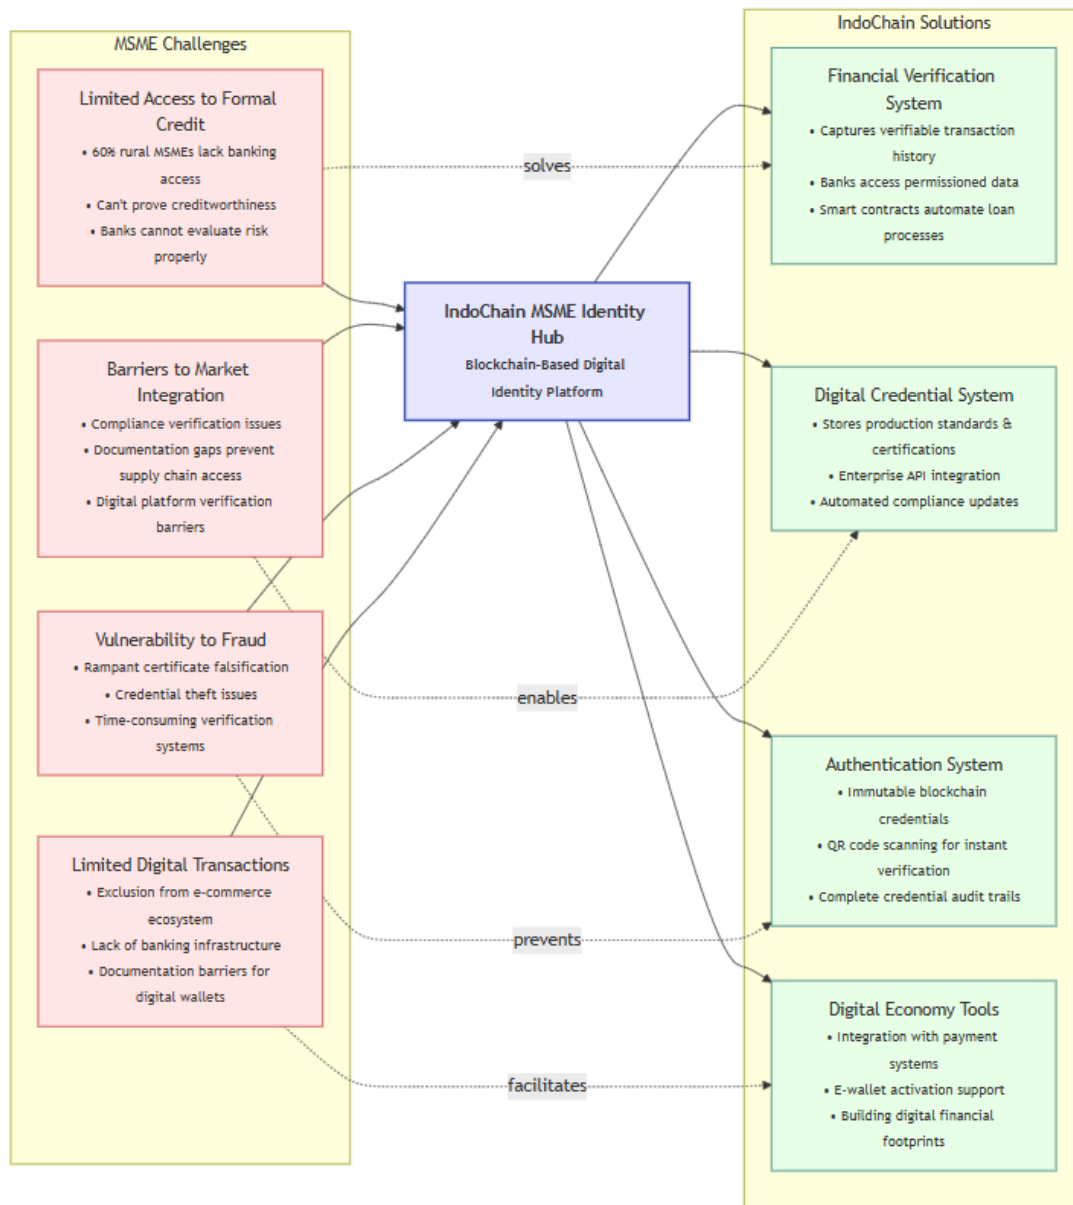 MSME Challenges
Limited Access to Formal
Credit
• 60% rural MSMEs lack banking
access
• Can't prove creditworthiness
• Banks cannot evaluate risk
properly
Barriers to Market
Integration
• Compliance verification issues
• Documentation gaps prevent
supply chain access
• Digital platform verification
barriers
Vulnerability to Fraud
• Rampant certificate falsification
• Credential theft issues
• Time-consuming verification
systems
Limited Digital Transactions
• Exclusion from e-commerce
ecosystem
• Lack of banking infrastructure
• Documentation barriers for
digital wallets
solves
IndoChain MSME Identity
Hub
Blockchain-Based Digital
Identity Platform
enables
prevents
facilitates
IndoChain Solutions
Financial Verification
System
• Captures verifiable transaction
history
• Banks access permissioned data
• Smart contracts automate loan
processes
Digital Credential System
• Stores production standards &
certifications
• Enterprise API integration
• Automated compliance updates
Authentication System
• Immutable blockchain
credentials
• QR code scanning for instant
verification
• Complete credential audit trails
Digital Economy Tools
• Integration with payment
systems
• E-wallet activation support
• Building digital financial
footprints